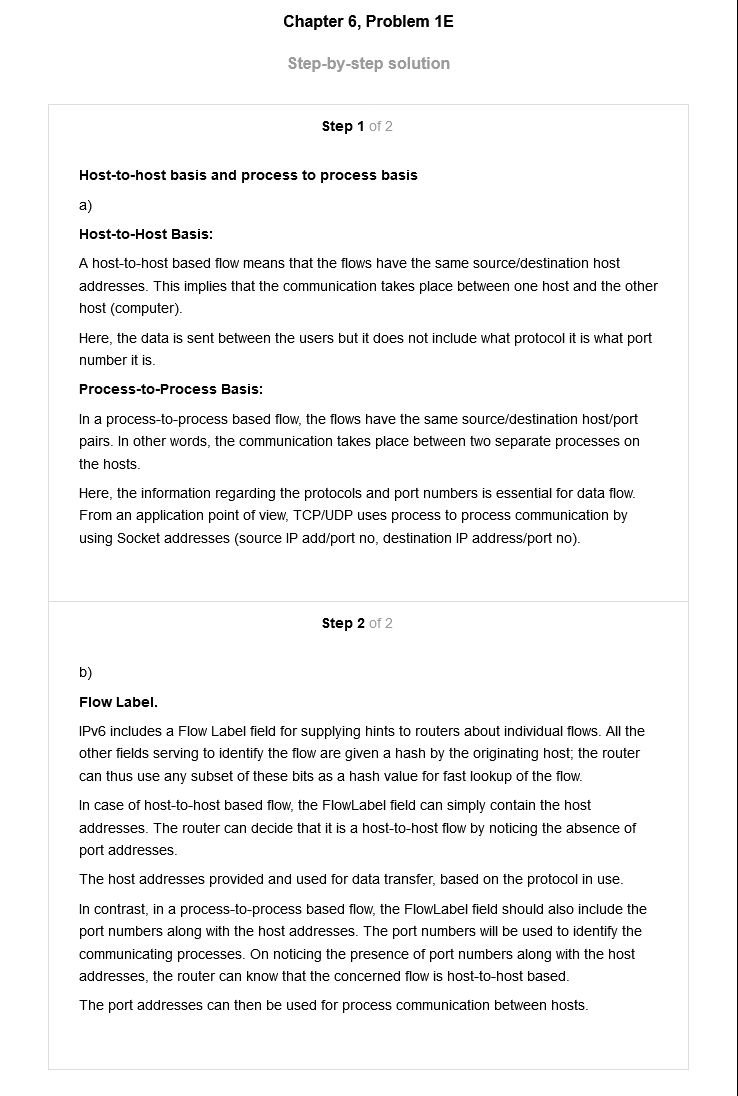 Chapter 6, Problem 1E
Step-by-step solution
Step 1 of 2
Host-to-host basis and process to process basis
a)
Host-to-Host Basis:
A host-to-host based flow means that the flows have the same source/destination host
addresses. This implies that the communication takes place between one host and the other
host (computer).
Here, the data is sent between the users but it does not include what protocol it is what port
number it is.
Process-to-Process Basis:
In a process-to-process based flow, the flows have the same source/destination host/port
pairs. In other words, the communication takes place between two separate processes on
the hosts.
Here, the information regarding the protocols and port numbers is essential for data flow.
From an application point of view, TCP/UDP uses process to process communication by
using Socket addresses (source IP add/port no, destination IP address/port no).
Step 2 of 2
b)
Flow Label.
IPv6 includes a Flow Label field for supplying hints to routers about individual flows. All the
other fields serving to identify the flow are given a hash by the originating host; the router
can thus use any subset of these bits as a hash value for fast lookup of the flow.
In case of host-to-host based flow, the FlowLabel field can simply contain the host
addresses. The router can decide that it is a host-to-host flow by noticing the absence of
port addresses.
The host addresses provided and used for data transfer, based on the protocol in use.
In contrast, in a process-to-process based flow, the FlowLabel field should also include the
port numbers along with the host addresses. The port numbers will be used to identify the
communicating processes. On noticing the presence of port numbers along with the host
addresses, the router can know that the concerned flow is host-to-host based.
The port addresses can then be used for process communication between hosts.